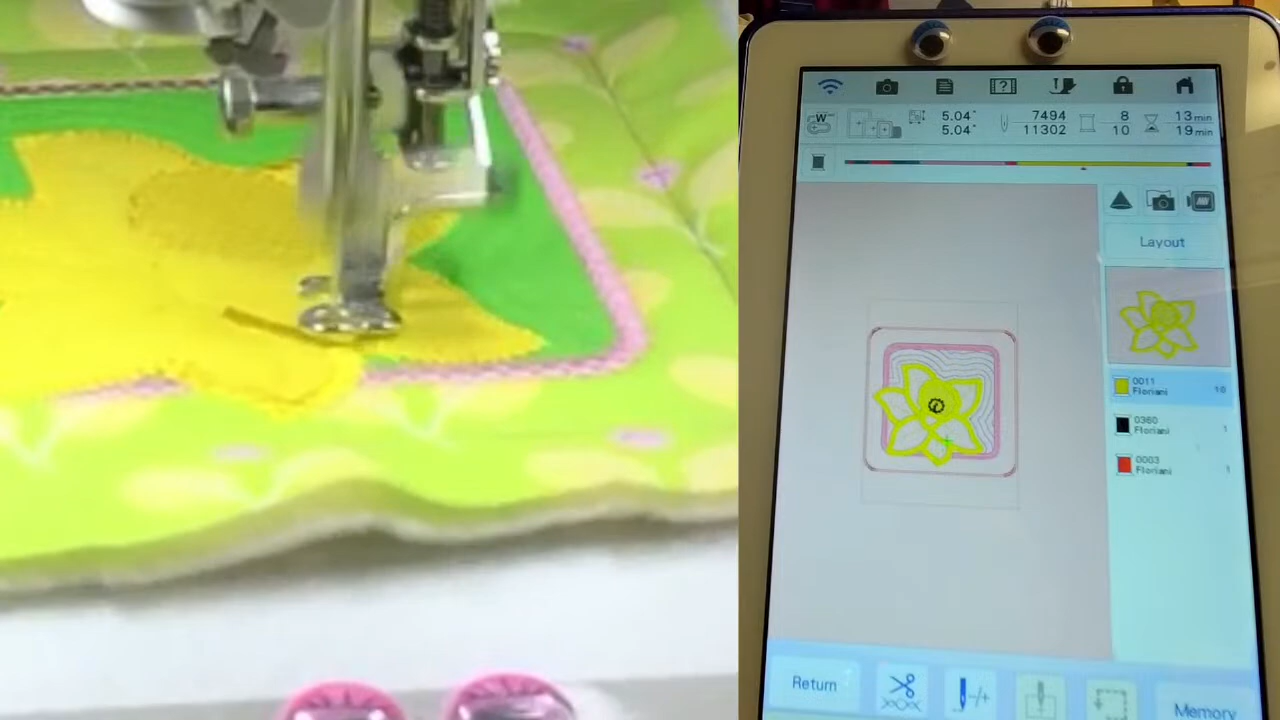 W
5.04"
5.04"
7494
11302
8
10
13 min
19 min
Layout
0011
Floriani
10
0360
Floriani
1
0003
Floriani
1
Return
Memory